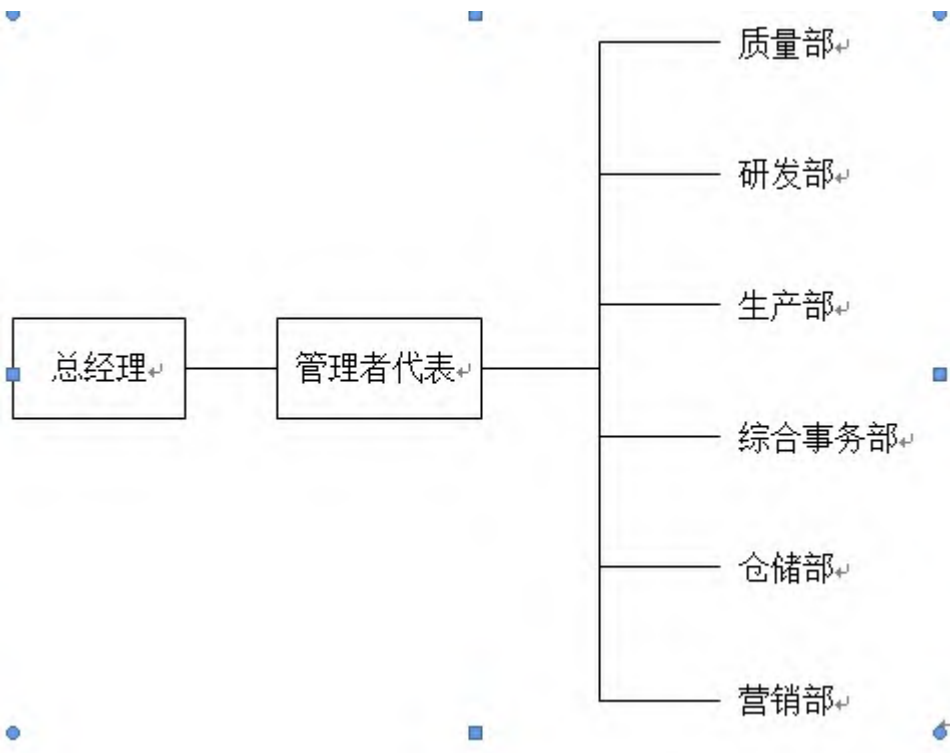 质量部
研发部
生产部
总经理
管理者代表
综合事务部
仓储部
营销部